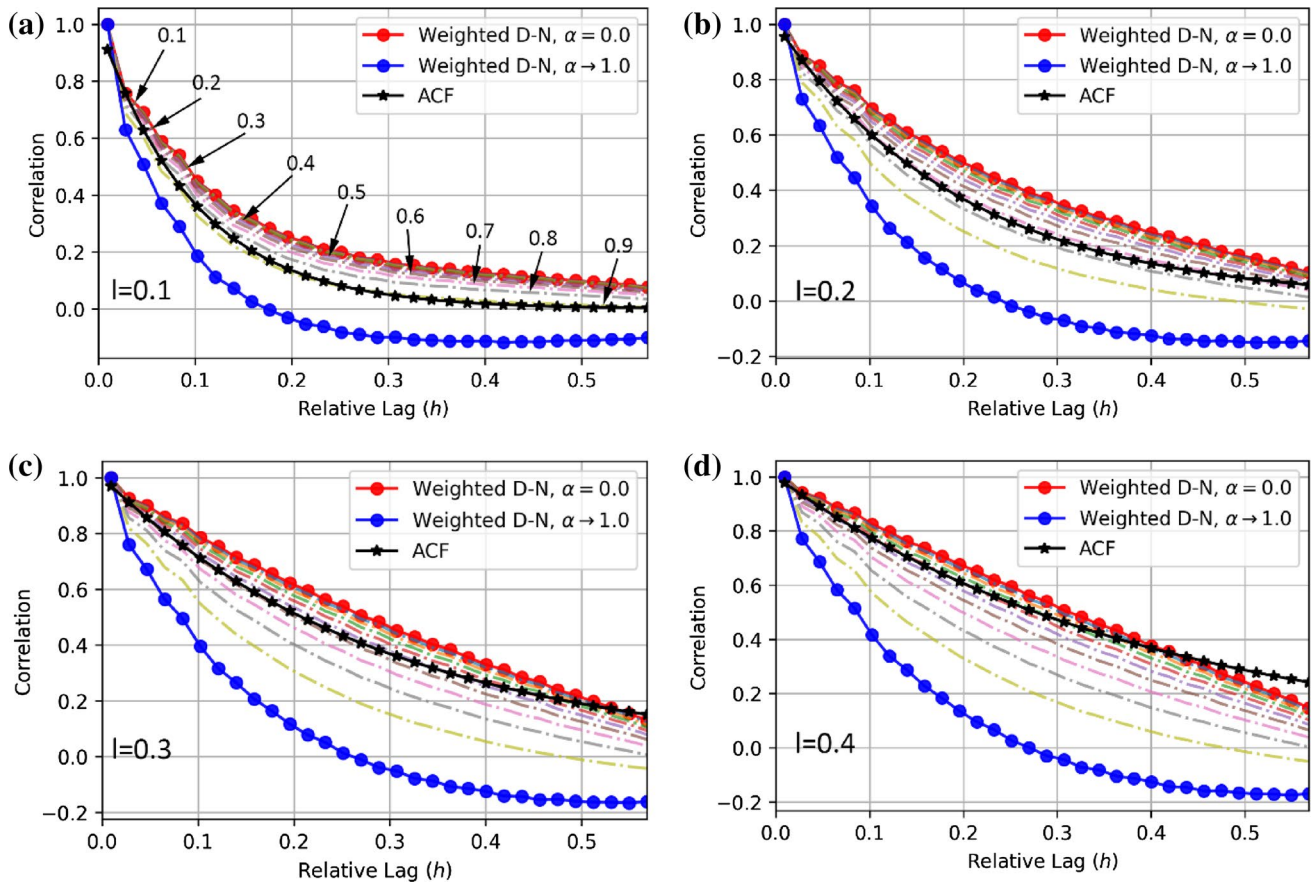 (a)
Weighted D-N, α = 0.0
Weighted D-N, α → 1.0
ACF
0.1
0.2
0.3
0.4
0.5
0.6
0.7
0.8
0.9
l=0.1
Correlation
1.0
0.8
0.6
0.4
0.2
0.0
0.0 0.1 0.2 0.3 0.4 0.5
Relative Lag (h)
(b)
Weighted D-N, α = 0.0
Weighted D-N, α → 1.0
ACF
l=0.2
Correlation
1.0
0.8
0.6
0.4
0.2
0.0
−0.2
0.0 0.1 0.2 0.3 0.4 0.5
Relative Lag (h)
(c)
Weighted D-N, α = 0.0
Weighted D-N, α → 1.0
ACF
l=0.3
Correlation
1.0
0.8
0.6
0.4
0.2
0.0
−0.2
0.0 0.1 0.2 0.3 0.4 0.5
Relative Lag (h)
(d)
Weighted D-N, α = 0.0
Weighted D-N, α → 1.0
ACF
l=0.4
Correlation
1.0
0.8
0.6
0.4
0.2
0.0
−0.2
0.0 0.1 0.2 0.3 0.4 0.5
Relative Lag (h)